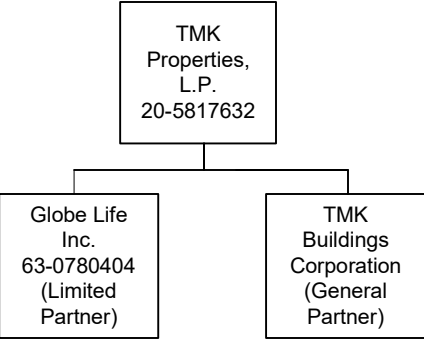 TMK
Properties,
L.P.
20-5817632
Globe Life
Inc.
63-0780404
(Limited
Partner)
TMK
Buildings
Corporation
(General
Partner)